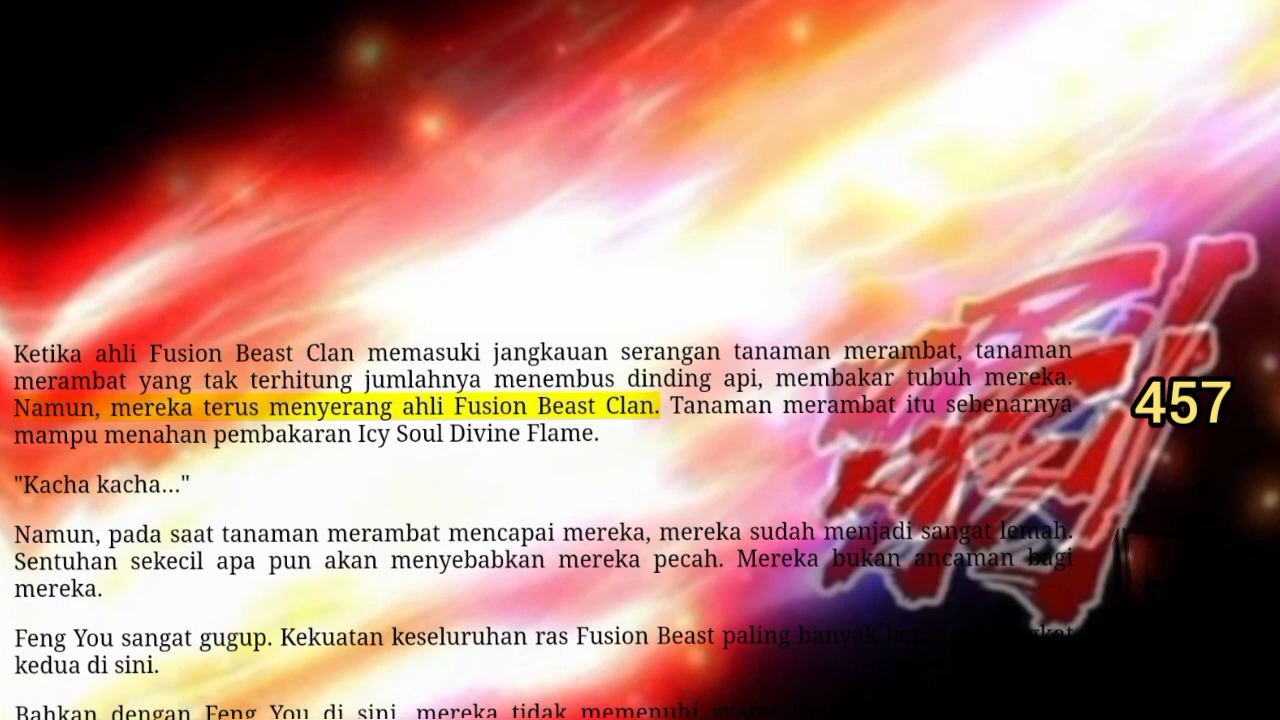 Ketika ahli Fusion Beast Clan memasuki jangkauan serangan tanaman merambat, tanaman
merambat yang tak terhitung jumlahnya menembus dinding api, membakar tubuh mereka.
Namun, mereka terus menyerang ahli Fusion Beast Clan. Tanaman merambat itu sebenarnya
mampu menahan pembakaran Icy Soul Divine Flame.
457
"Kacha kacha..."
Namun, pada saat tanaman merambat mencapai mereka, mereka sudah menjadi sangat lemah.
Sentuhan sekecil apa pun akan menyebabkan mereka pecah. Mereka bukan ancaman bagi
mereka.
Feng You sangat gugup. Kekuatan keseluruhan ras Fusion Beast paling banyak
kedua di sini.
Bahkan dengan Feng You di sini, mereka tidak memenuhi